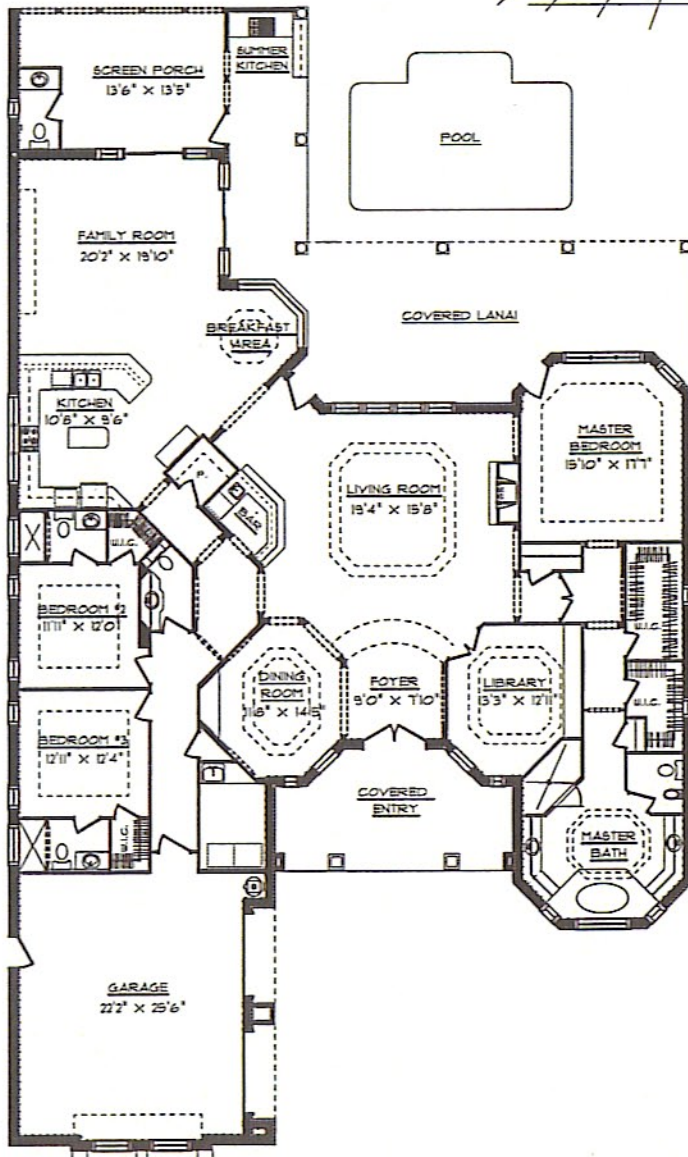 SCREEN PORCH
13'6" X 13'5"
SUMMER
KITCHEN
POOL
FAMILY ROOM
20'2" X 19'10"
BREAKFAST
AREA
COVERED LANAI
KITCHEN
10'8" X 9'6"
MASTER
BEDROOM
15'10" X 17'7"
P.
BAR
LIVING ROOM
19'4" X 15'8"
W.I.C.
BEDROOM #2
11'11" X 12'0"
W.I.C.
DINING
ROOM
11'8" X 14'5"
FOYER
9'0" X 7'10"
LIBRARY
13'3" X 12'11"
W.I.C.
BEDROOM #3
12'11" X 12'4"
W.I.C.
COVERED
ENTRY
MASTER
BATH
GARAGE
22'2" X 25'6"